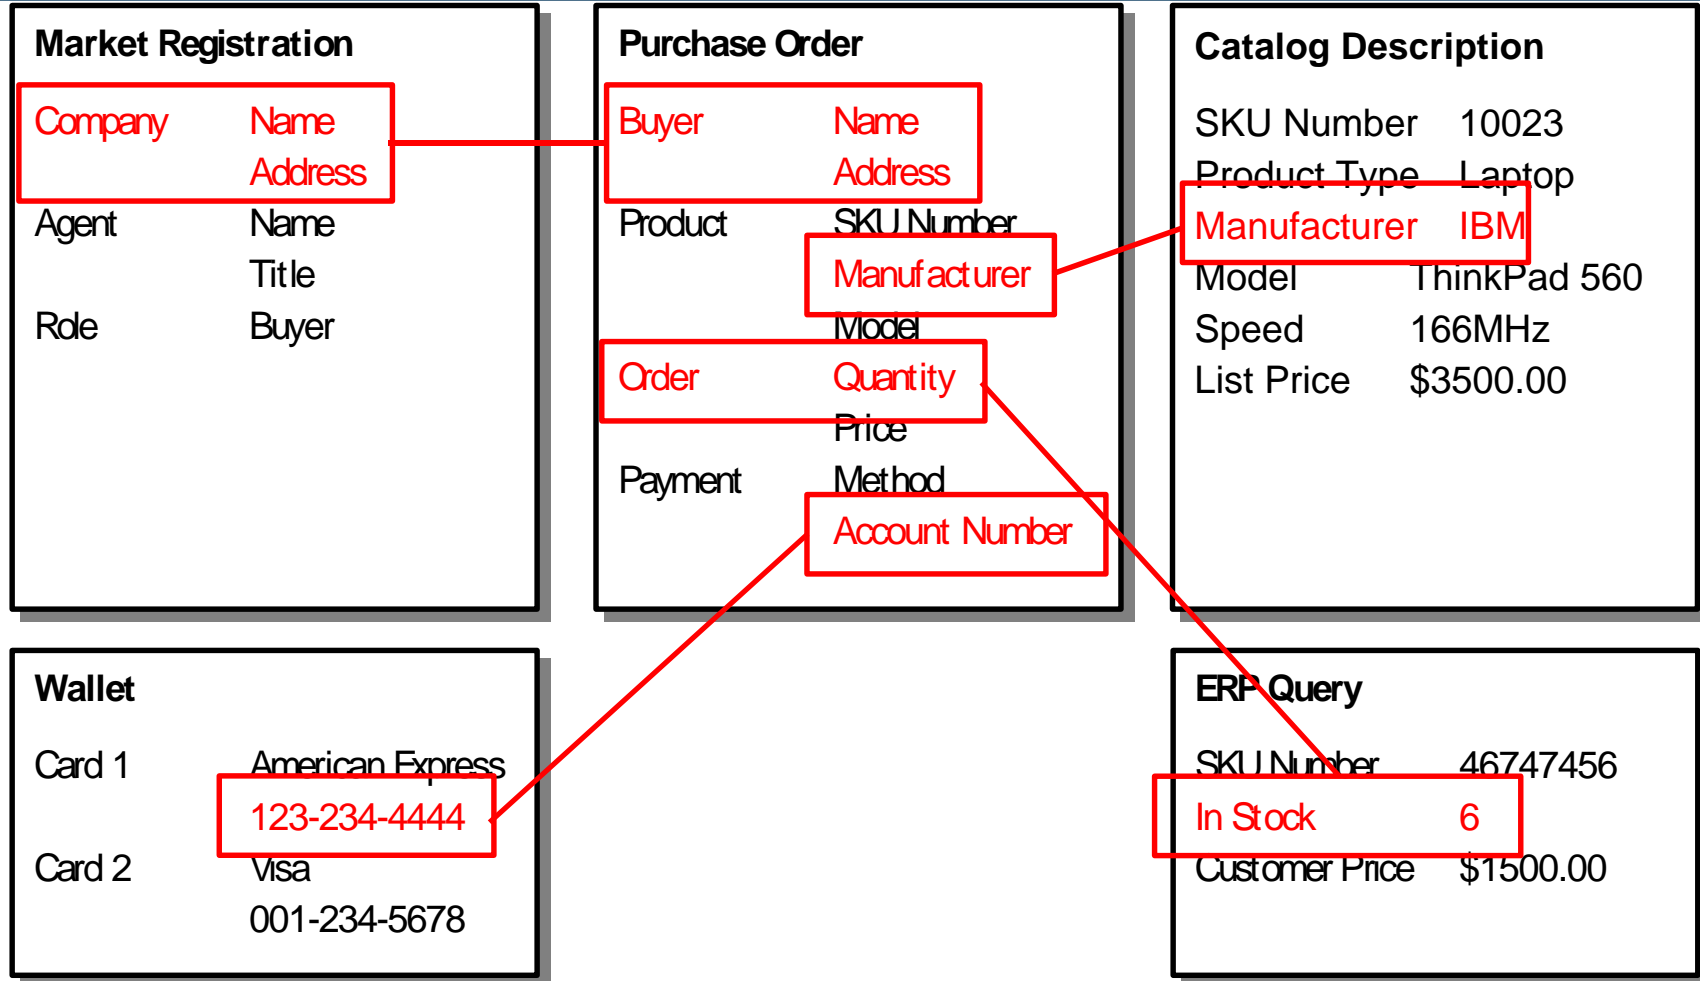 Market Registration
Company Name
Address
Agent Name
Title
Role Buyer
Purchase Order
Buyer Name
Address
Product SKU Number
Manufacturer
Model
Order Quantity
Price
Payment Method
Account Number
Catalog Description
SKU Number 10023
Product Type Laptop
Manufacturer IBM
Model ThinkPad 560
Speed 166MHz
List Price $3500.00
Wallet
Card 1 American Express
123-234-4444
Card 2 Visa
001-234-5678
ERP Query
SKU Number 46747456
In Stock 6
Customer Price $1500.00